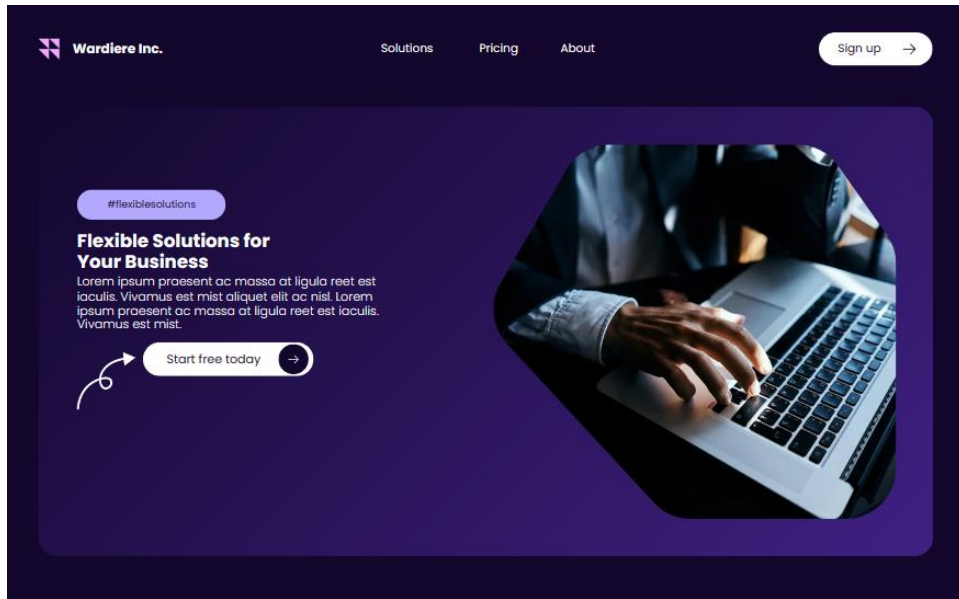 Wardiere Inc.
Solutions
Pricing
About
Sign up
#flexiblesolutions
Flexible Solutions for
Your Business
Lorem ipsum praesent ac massa at ligula reet est
iaculis. Vivamus est mist aliquet elit ac nisl. Lorem
ipsum praesent ac massa at ligula reet est iaculis.
Vivamus est mist.
Start free today